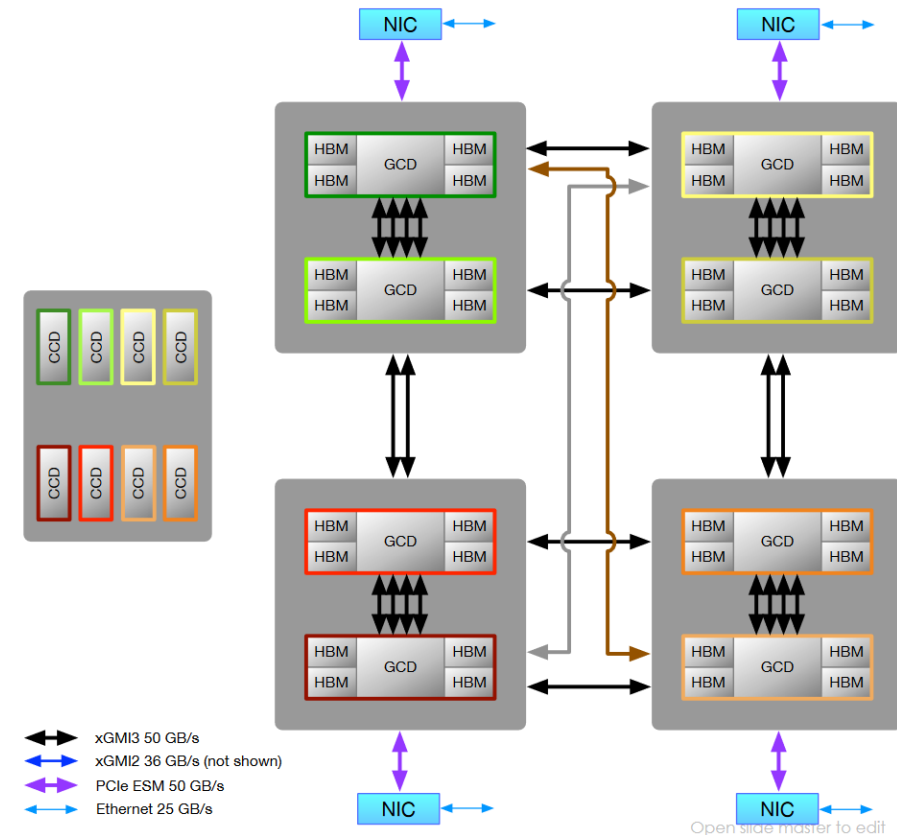 NIC
NIC
HBM GCD HBM
HBM HBM
HBM GCD HBM
HBM HBM
HBM GCD HBM
HBM HBM
HBM GCD HBM
HBM HBM
CCD CCD CCD CCD
CCD CCD CCD CCD
HBM GCD HBM
HBM HBM
HBM GCD HBM
HBM HBM
HBM GCD HBM
HBM HBM
HBM GCD HBM
HBM HBM
xGMI3 50 GB/s
xGMI2 36 GB/s (not shown)
PCIe ESM 50 GB/s
Ethernet 25 GB/s
NIC
NIC
Open slide master to edit